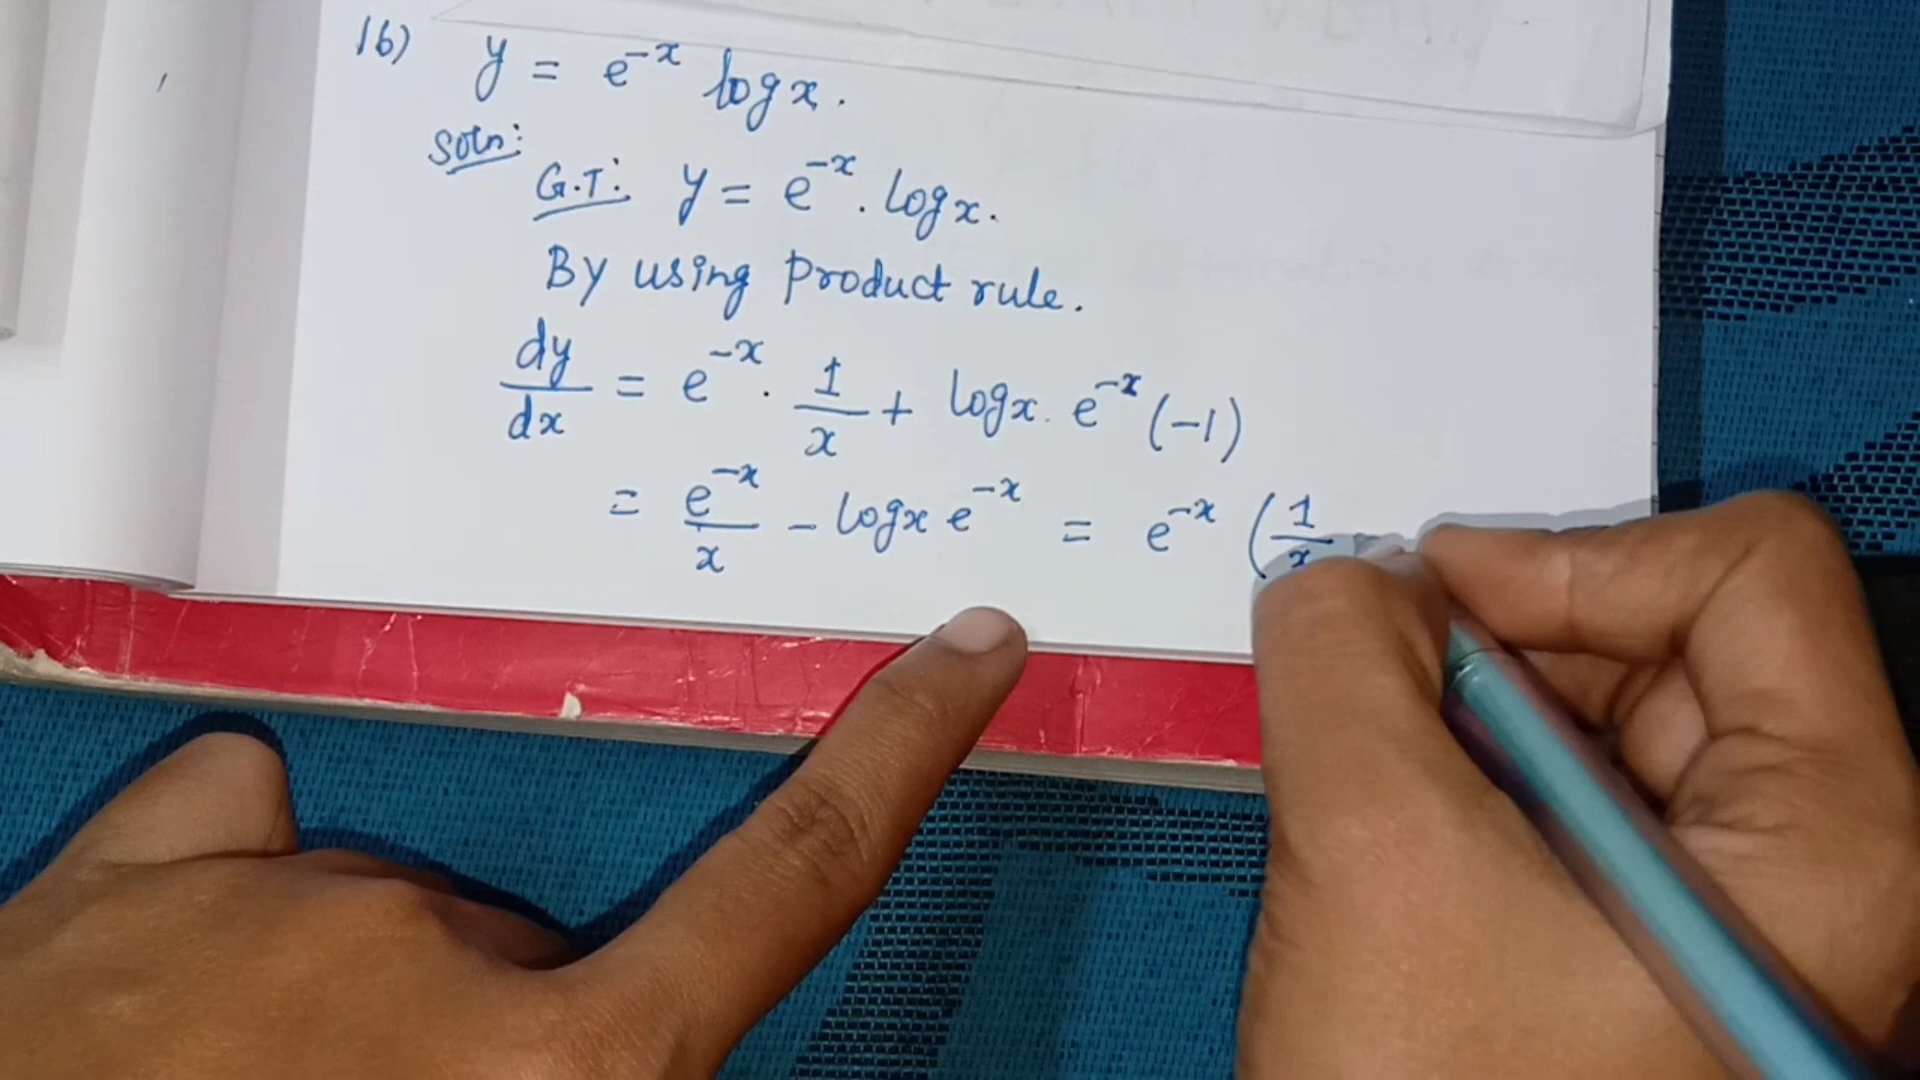 16) y = e^-x log x.
Soln:
G.T: y = e^-x . log x.
By using product rule.
dy/dx = e^-x . 1/x + log x. e^-x (-1)
= e^-x/x - log x e^-x = e^-x (1/x